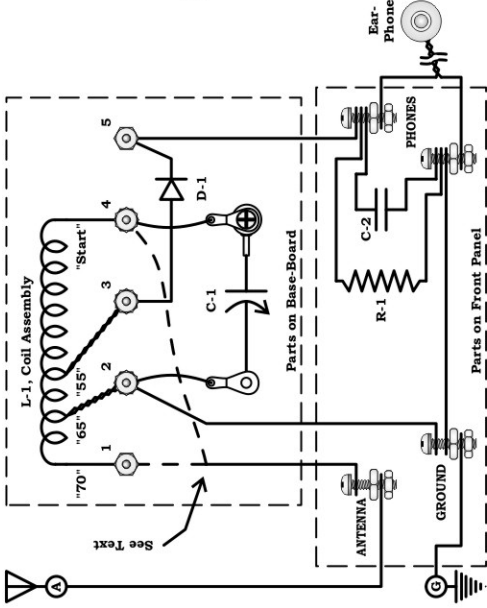 Ear-
Phone
L-1, Coil Assembly
"70"
"65"
"55"
"Start"
1
2
3
4
5
D-1
C-1
See Text
Parts on Base-Board
ANTENNA
GROUND
PHONES
C-2
R-1
Parts on Front Panel
A
G